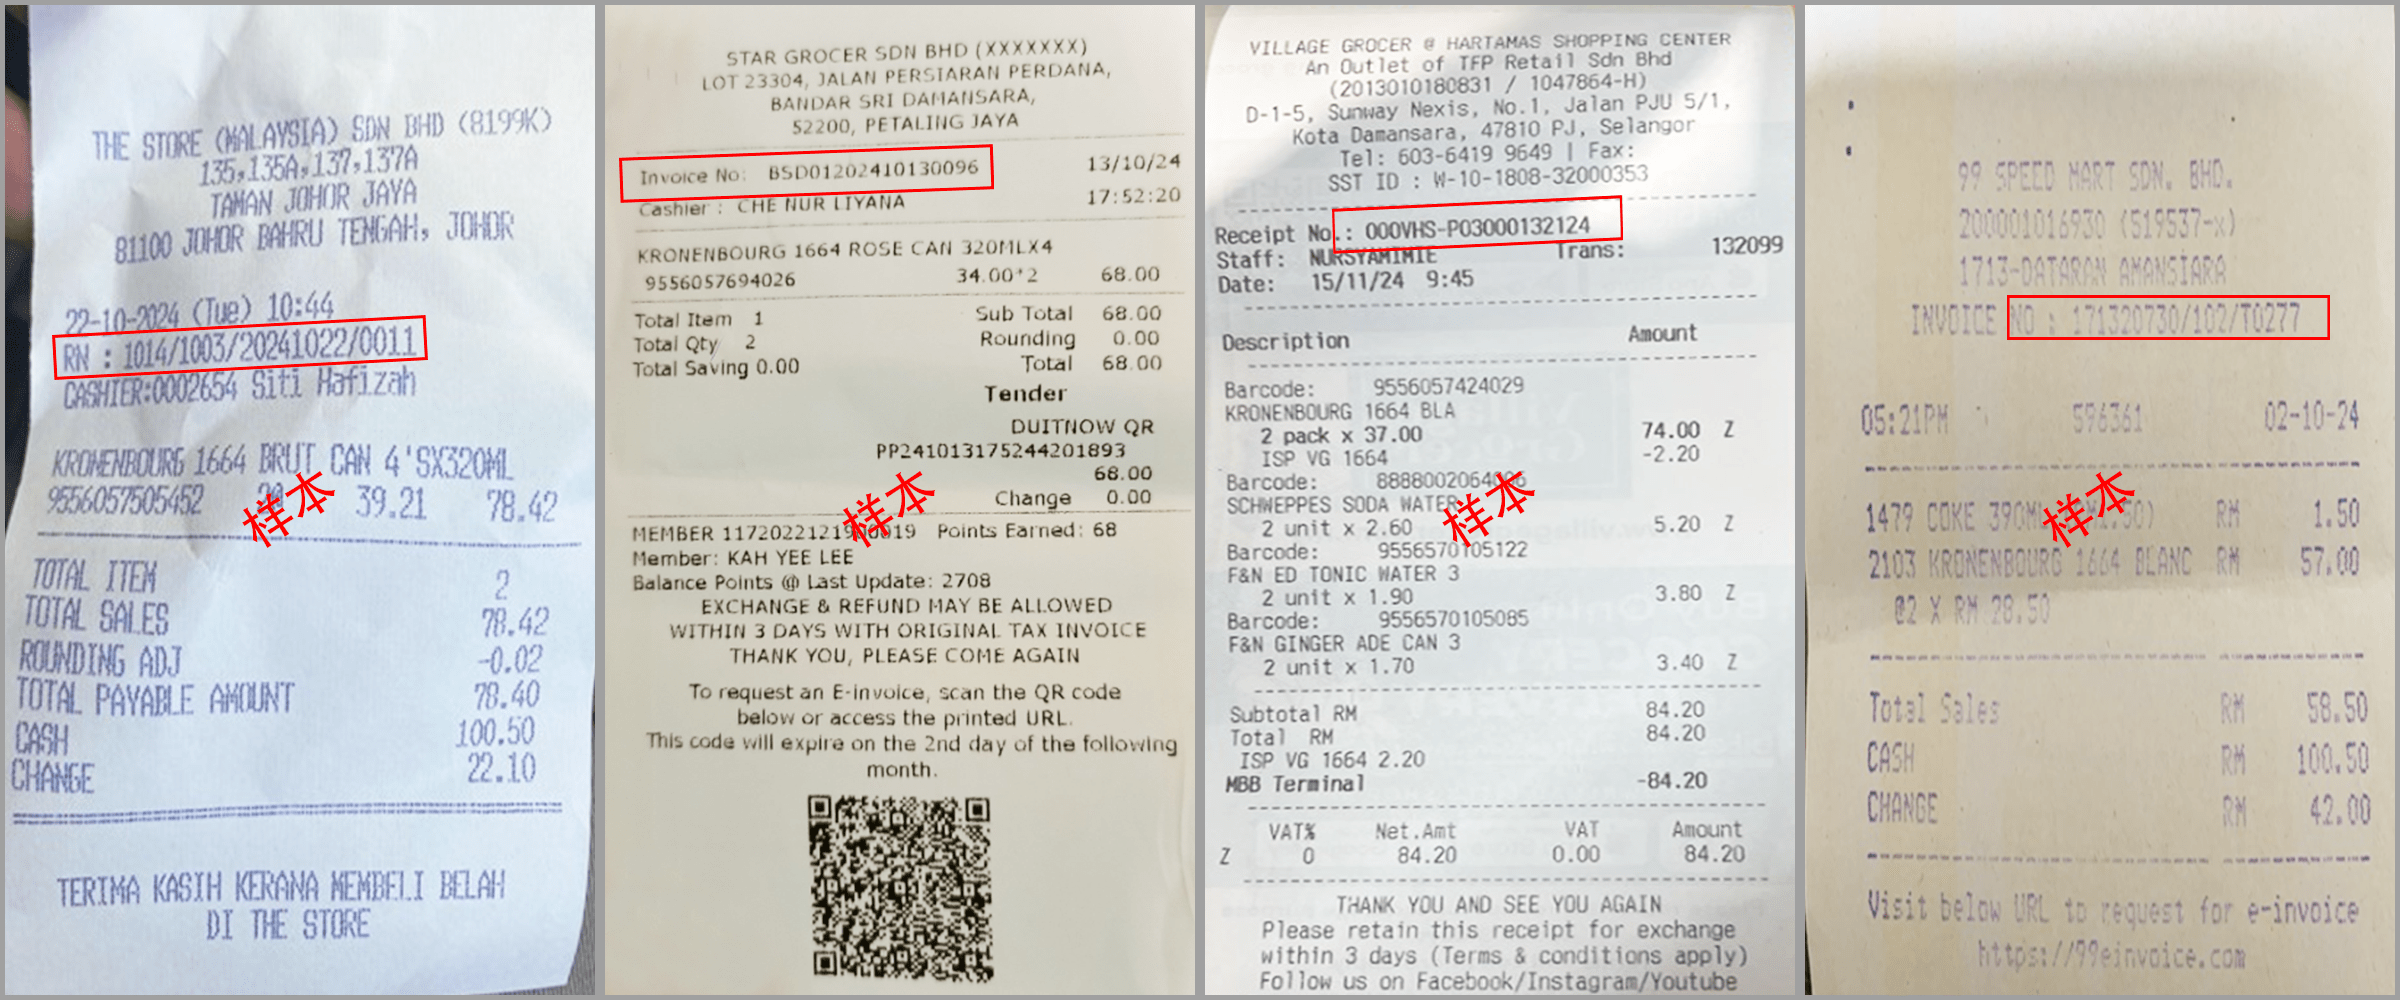 THE STORE (MALAYSIA) SDN BHD (8199K)
135,135A,137,137A
TAMAN JOHOR JAYA
81100 JOHOR BAHRU TENGAH, JOHOR
22-10-2024 (Tue) 10:44
RN : 1014/1003/20241022/0011
CASHIER:0002654 Siti Hafizah
KRONENBOURG 1664 BRUT CAN 4'SX320ML
9556057505452 39.21 78.42
样本
TOTAL ITEM 2
TOTAL SALES 78.42
ROUNDING ADJ -0.02
TOTAL PAYABLE AMOUNT 78.40
CASH 100.50
CHANGE 22.10
TERIMA KASIH KERANA MEMBELI BELAH
DI THE STORE
STAR GROCER SDN BHD (XXXXXXX)
LOT 23304, JALAN PERSIARAN PERDANA,
BANDAR SRI DAMANSARA,
52200, PETALING JAYA
Invoice No: BSD01202410130096 13/10/24
Cashier : CHE NUR LIYANA 17:52:20
KRONENBOURG 1664 ROSE CAN 320MLX4
9556057694026 34.00*2 68.00
Total Item 1 Sub Total 68.00
Total Qty 2 Rounding 0.00
Total Saving 0.00 Total 68.00
Tender
DUITNOW QR
PP241013175244201893
68.00
Change 0.00
样本
MEMBER Points Earned: 68
Member: KAH YEE LEE
Balance Points @ Last Update: 2708
EXCHANGE & REFUND MAY BE ALLOWED
WITHIN 3 DAYS WITH ORIGINAL TAX INVOICE
THANK YOU, PLEASE COME AGAIN
To request an E-invoice, scan the QR code
below or access the printed URL.
This code will expire on the 2nd day of the following
month.
VILLAGE GROCER @ HARTAMAS SHOPPING CENTER
An Outlet of TFP Retail Sdn Bhd
(2013010180831 / 1047864-H)
D-1-5, Sunway Nexis, No.1, Jalan PJU 5/1,
Kota Damansara, 47810 PJ, Selangor
Tel: 603-6419 9649 | Fax:
SST ID : W-10-1808-32000353
Receipt No.: 000VHS-P03000132124
Staff: NURSYAMIMIE Trans: 132099
Date: 15/11/24 9:45
Description Amount
Barcode: 9556057424029
KRONENBOURG 1664 BLA
2 pack x 37.00 74.00 Z
ISP VG 1664 -2.20
Barcode:
SCHWEPPES SODA WATER
样本
2 unit x 2.60 5.20 Z
Barcode: 9556570105122
F&N ED TONIC WATER 3
2 unit x 1.90 3.80 Z
Barcode: 9556570105085
F&N GINGER ADE CAN 3
2 unit x 1.70 3.40 Z
Subtotal RM 84.20
Total RM 84.20
ISP VG 1664 2.20
MBB Terminal -84.20
VAT% Net.Amt VAT Amount
Z 0 84.20 0.00 84.20
THANK YOU AND SEE YOU AGAIN
Please retain this receipt for exchange
within 3 days (Terms & conditions apply)
Follow us on Facebook/Instagram/Youtube
99 SPEED MART SDN. BHD.
200001016930 (519537-x)
1713-DATARAN AMANSIARA
INVOICE NO : 171320730/102/T0277
05:21PM 596361 02-10-24
1479 COKE RM 1.50
样本
2103 KRONENBOURG 1664 BLANC RM 57.00
@2 X RM 28.50
Total Sales RM 58.50
CASH RM 100.50
CHANGE RM 42.00
Visit below URL to request for e-invoice
https://99einvoice.com